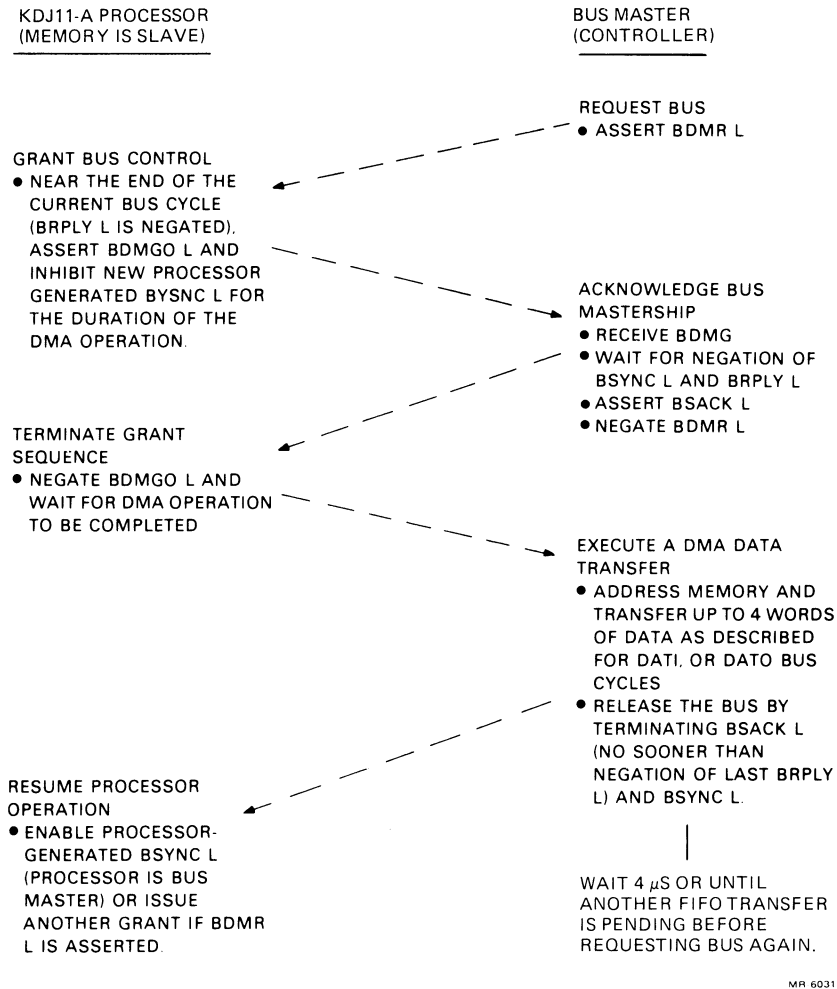 KDJ11-A PROCESSOR
(MEMORY IS SLAVE)
BUS MASTER
(CONTROLLER)
REQUEST BUS
• ASSERT BDMR L
GRANT BUS CONTROL
• NEAR THE END OF THE
CURRENT BUS CYCLE
(BRPLY L IS NEGATED),
ASSERT BDMGO L AND
INHIBIT NEW PROCESSOR
GENERATED BYSNC L FOR
THE DURATION OF THE
DMA OPERATION.
ACKNOWLEDGE BUS
MASTERSHIP
• RECEIVE BDMG
• WAIT FOR NEGATION OF
BSYNC L AND BRPLY L
• ASSERT BSACK L
• NEGATE BDMR L
TERMINATE GRANT
SEQUENCE
• NEGATE BDMGO L AND
WAIT FOR DMA OPERATION
TO BE COMPLETED
EXECUTE A DMA DATA
TRANSFER
• ADDRESS MEMORY AND
TRANSFER UP TO 4 WORDS
OF DATA AS DESCRIBED
FOR DATI, OR DATO BUS
CYCLES
• RELEASE THE BUS BY
TERMINATING BSACK L
(NO SOONER THAN
NEGATION OF LAST BRPLY
L) AND BSYNC L.
RESUME PROCESSOR
OPERATION
• ENABLE PROCESSOR-
GENERATED BSYNC L
(PROCESSOR IS BUS
MASTER) OR ISSUE
ANOTHER GRANT IF BDMR
L IS ASSERTED.
WAIT 4 μS OR UNTIL
ANOTHER FIFO TRANSFER
IS PENDING BEFORE
REQUESTING BUS AGAIN.
MR 6031